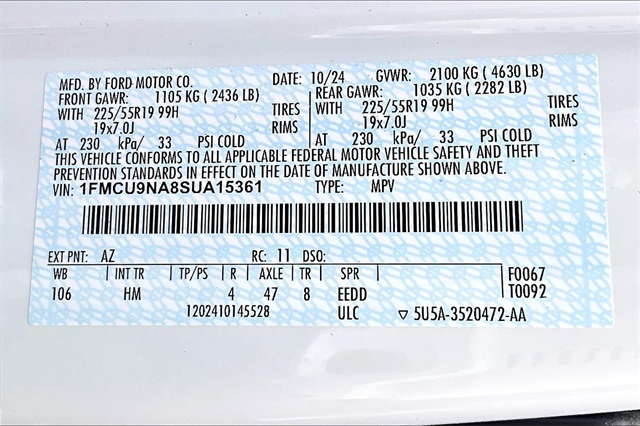 MFD. BY FORD MOTOR CO. DATE: 10/24 GVWR: 2100 KG ( 4630 LB)
FRONT GAWR: 1105 KG ( 2436 LB) REAR GAWR: 1035 KG ( 2282 LB)
WITH 225/55R19 99H TIRES WITH 225/55R19 99H TIRES
19x7.0J RIMS 19x7.0J RIMS
AT 230 kPa/ 33 PSI COLD AT 230 kPa/ 33 PSI COLD
THIS VEHICLE CONFORMS TO ALL APPLICABLE FEDERAL MOTOR VEHICLE SAFETY AND THEFT
PREVENTION STANDARDS IN EFFECT ON THE DATE OF MANUFACTURE SHOWN ABOVE.
VIN: 1FMCU9NA8SUA15361 TYPE: MPV
EXT PNT: AZ RC: 11 DSO:
WB INT TR TP/PS R AXLE TR SPR F0067
106 HM 4 47 8 EEDD T0092
1202410145528 ULC ▽ 5U5A-3520472-AA